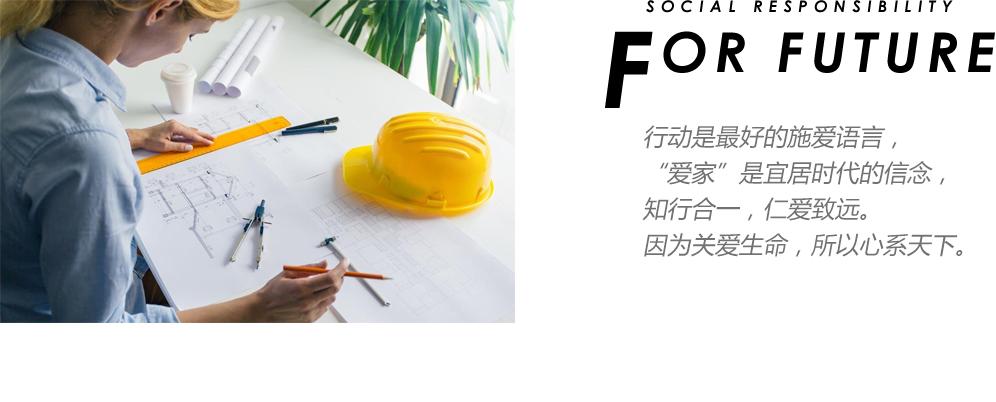 SOCIAL RESPONSIBILITY
FOR FUTURE
行动是最好的施爱语言，
“爱家”是宜居时代的信念，
知行合一，仁爱致远。
因为关爱生命，所以心系天下。